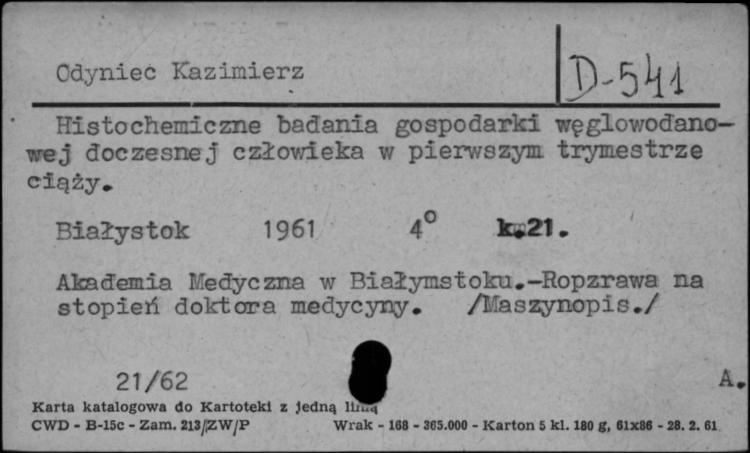 Odyniec Kazimierz
D-541
Histochemiczne badania gospodarki węglowodano-
wej doczesnej człowieka w pierwszym trymestrze
ciąży.
Białystok 1961 4° k.21.
Akademia Medyczna w Białymstoku.-Ropzrawa na
stopień doktora medycyny. /Maszynopis./
21/62 A.
Karta katalogowa do Kartoteki z jedną linią
CWD - B-15c - Zam. 213/ZW/P Wrak - 168 - 365.000 - Karton 5 kl. 180 g, 61x86 - 28. 2. 61